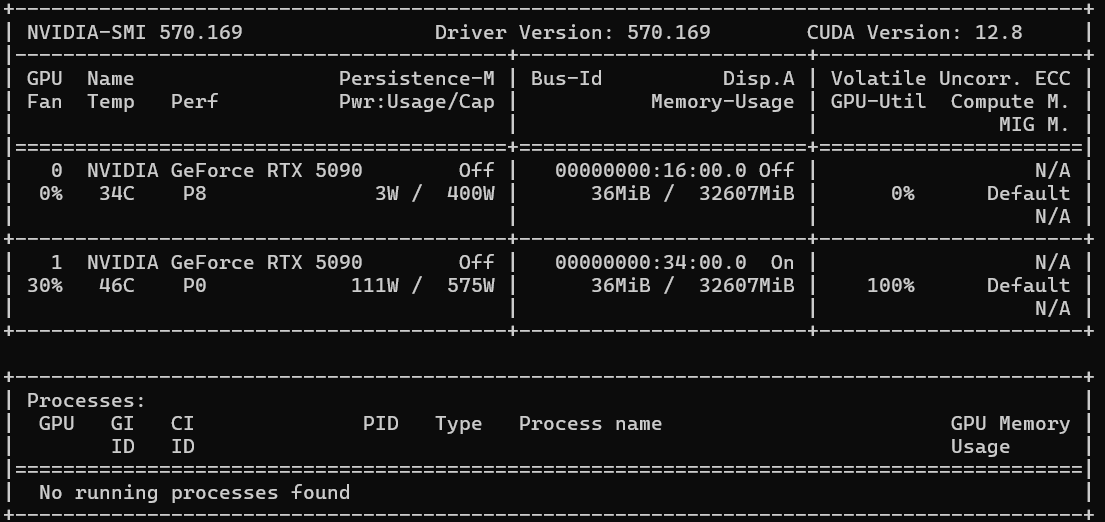 +-----------------------------------------------------------------------------------------+
| NVIDIA-SMI 570.169                Driver Version: 570.169        CUDA Version: 12.8     |
|-----------------------------------------+------------------------+----------------------+
| GPU  Name                 Persistence-M | Bus-Id          Disp.A | Volatile Uncorr. ECC |
| Fan  Temp   Perf          Pwr:Usage/Cap |           Memory-Usage | GPU-Util  Compute M. |
|                                         |                        |               MIG M. |
|=========================================+========================+======================|
|   0  NVIDIA GeForce RTX 5090        Off |   00000000:16:00.0 Off |                  N/A |
|  0%   34C    P8              3W /  400W |      36MiB /  32607MiB |      0%      Default |
|                                         |                        |                  N/A |
+-----------------------------------------+------------------------+----------------------+
|   1  NVIDIA GeForce RTX 5090        Off |   00000000:34:00.0  On |                  N/A |
| 30%   46C    P0            111W /  575W |      36MiB /  32607MiB |    100%      Default |
|                                         |                        |                  N/A |
+-----------------------------------------+------------------------+----------------------+

+-----------------------------------------------------------------------------------------+
| Processes:                                                                              |
|  GPU   GI   CI              PID   Type   Process name                        GPU Memory |
|        ID   ID                                                               Usage      |
|=========================================================================================|
|  No running processes found                                                             |
+-----------------------------------------------------------------------------------------+